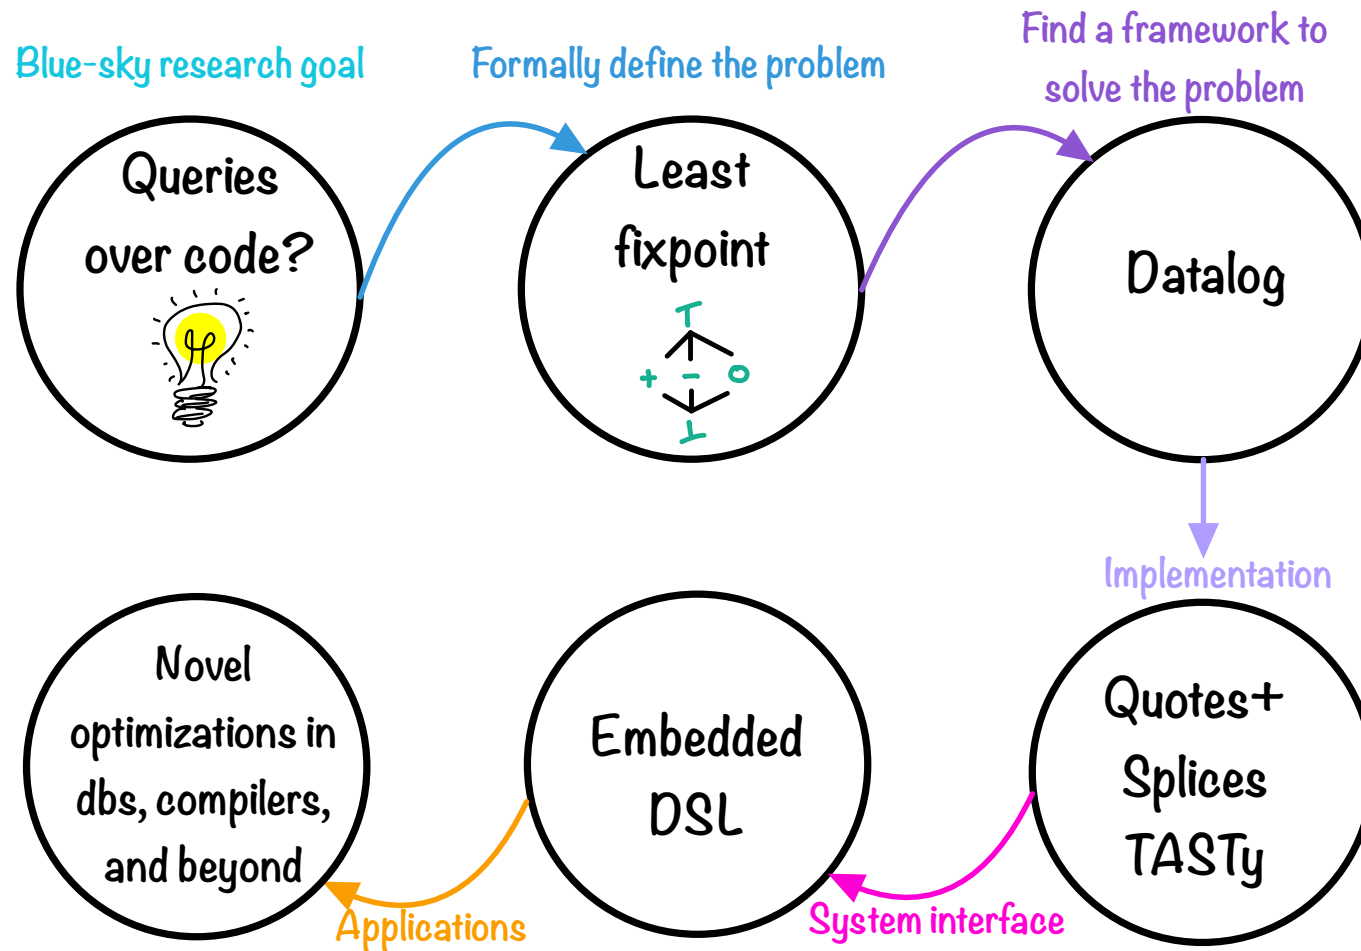 Blue-sky research goal
Formally define the problem
Find a framework to
solve the problem
Queries
over code?
Least
fixpoint
⊤
+ - 0
⊥
Datalog
Implementation
Quotes+
Splices
TASTy
System interface
Embedded
DSL
Applications
Novel
optimizations in
dbs, compilers,
and beyond